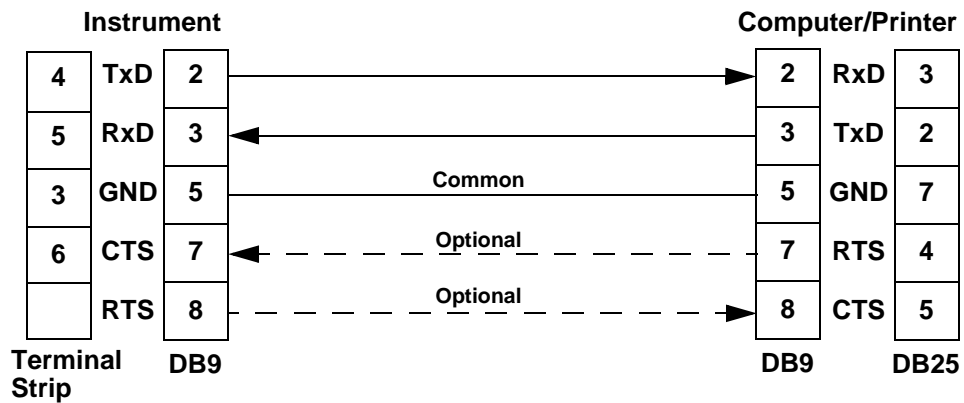 Instrument Computer/Printer
4 TxD 2 2 RxD 3
5 RxD 3 3 TxD 2
3 GND 5 Common 5 GND 7
6 CTS 7 Optional 7 RTS 4
RTS 8 Optional 8 CTS 5
Terminal Strip DB9 DB9 DB25